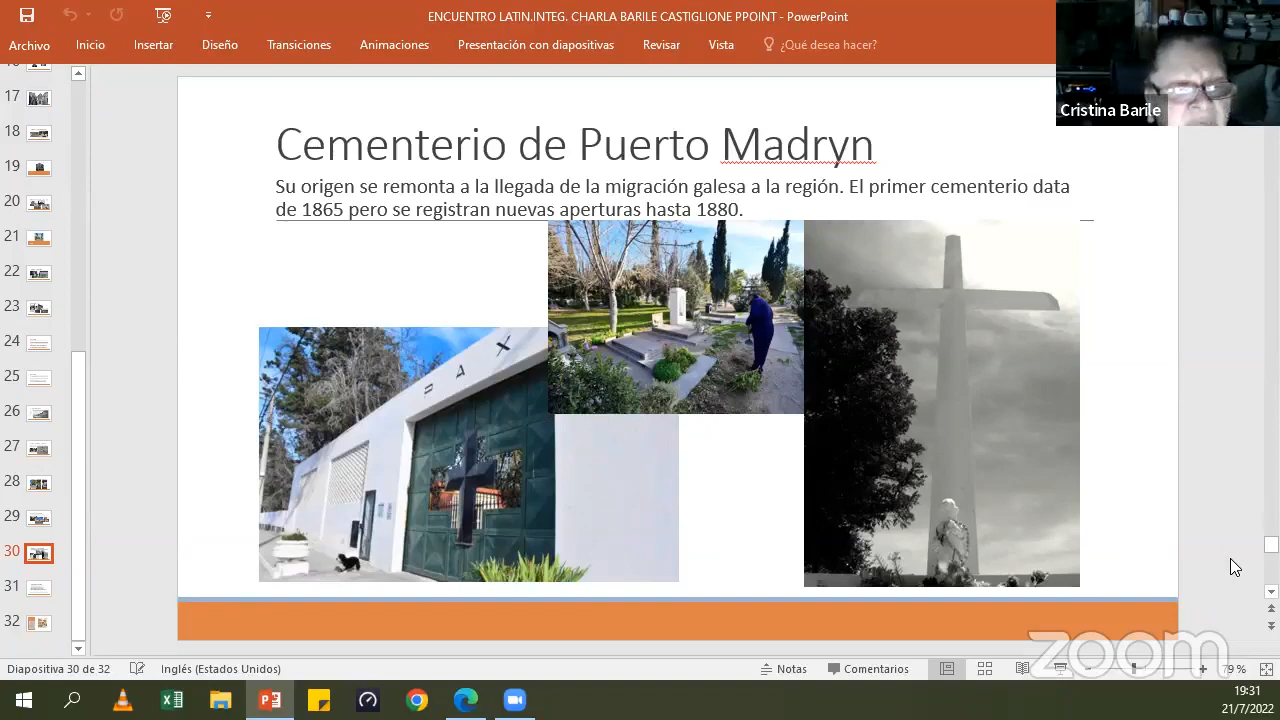 ENCUENTRO LATIN.INTEG. CHARLA BARILE CASTIGLIONE PPOINT - PowerPoint
Archivo Inicio Insertar Diseño Transiciones Animaciones Presentación con diapositivas Revisar Vista ¿Qué desea hacer?
Cristina Barile
17
18
19
20
21
22
23
24
25
26
27
28
29
30
31
32
Cementerio de Puerto Madryn
Su origen se remonta a la llegada de la migración galesa a la región. El primer cementerio data
de 1865 pero se registran nuevas aperturas hasta 1880.
PAX
zoom
Diapositiva 30 de 32 Inglés (Estados Unidos) Notas Comentarios 79 %
19:31
21/7/2022